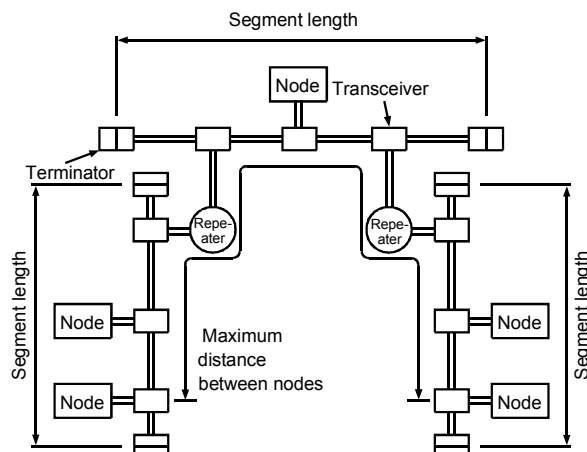 Segment length
Node
Transceiver
Terminator
Repe-
ater
Repe-
ater
Segment length
Segment length
Node
Node
Maximum
distance
between nodes
Node
Node